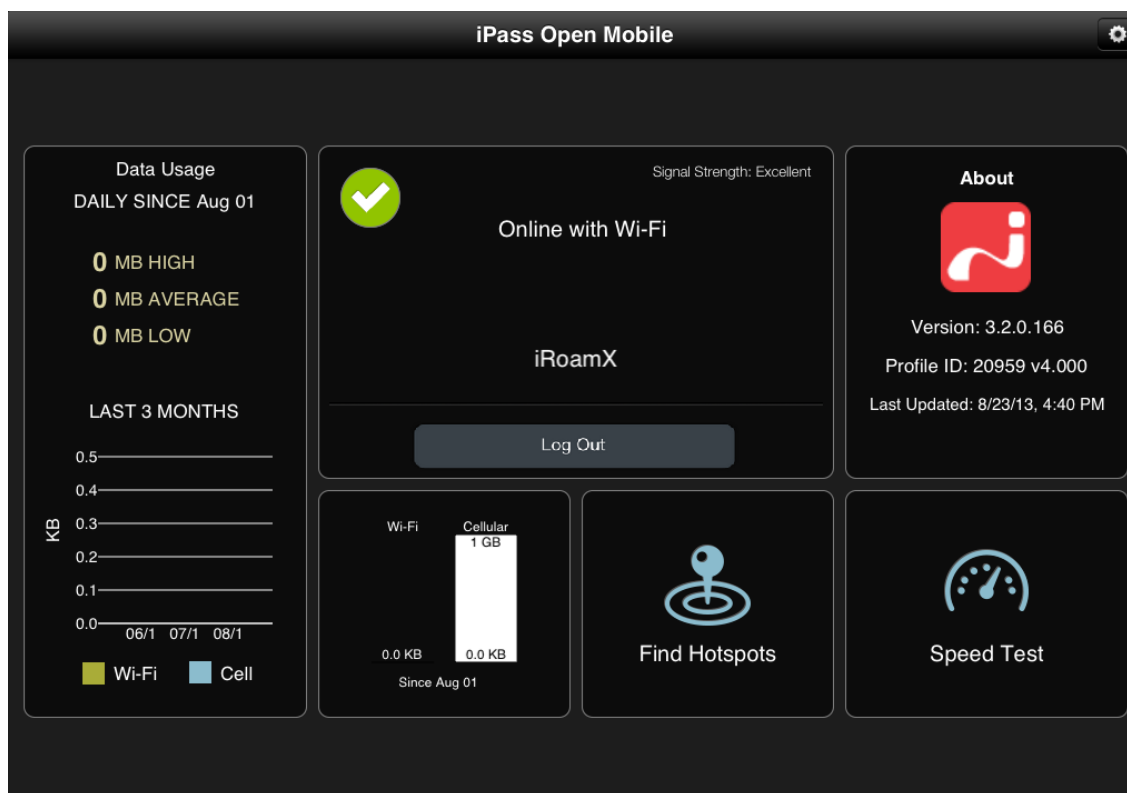 iPass Open Mobile
Data Usage
DAILY SINCE Aug 01
0 MB HIGH
0 MB AVERAGE
0 MB LOW
LAST 3 MONTHS
0.5
0.4
0.3
0.2
0.1
0.0
KB
06/1 07/1 08/1
Wi-Fi Cell
Signal Strength: Excellent
Online with Wi-Fi
iRoamX
Log Out
About
Version: 3.2.0.166
Profile ID: 20959 v4.000
Last Updated: 8/23/13, 4:40 PM
Wi-Fi Cellular
1 GB
0.0 KB 0.0 KB
Since Aug 01
Find Hotspots
Speed Test